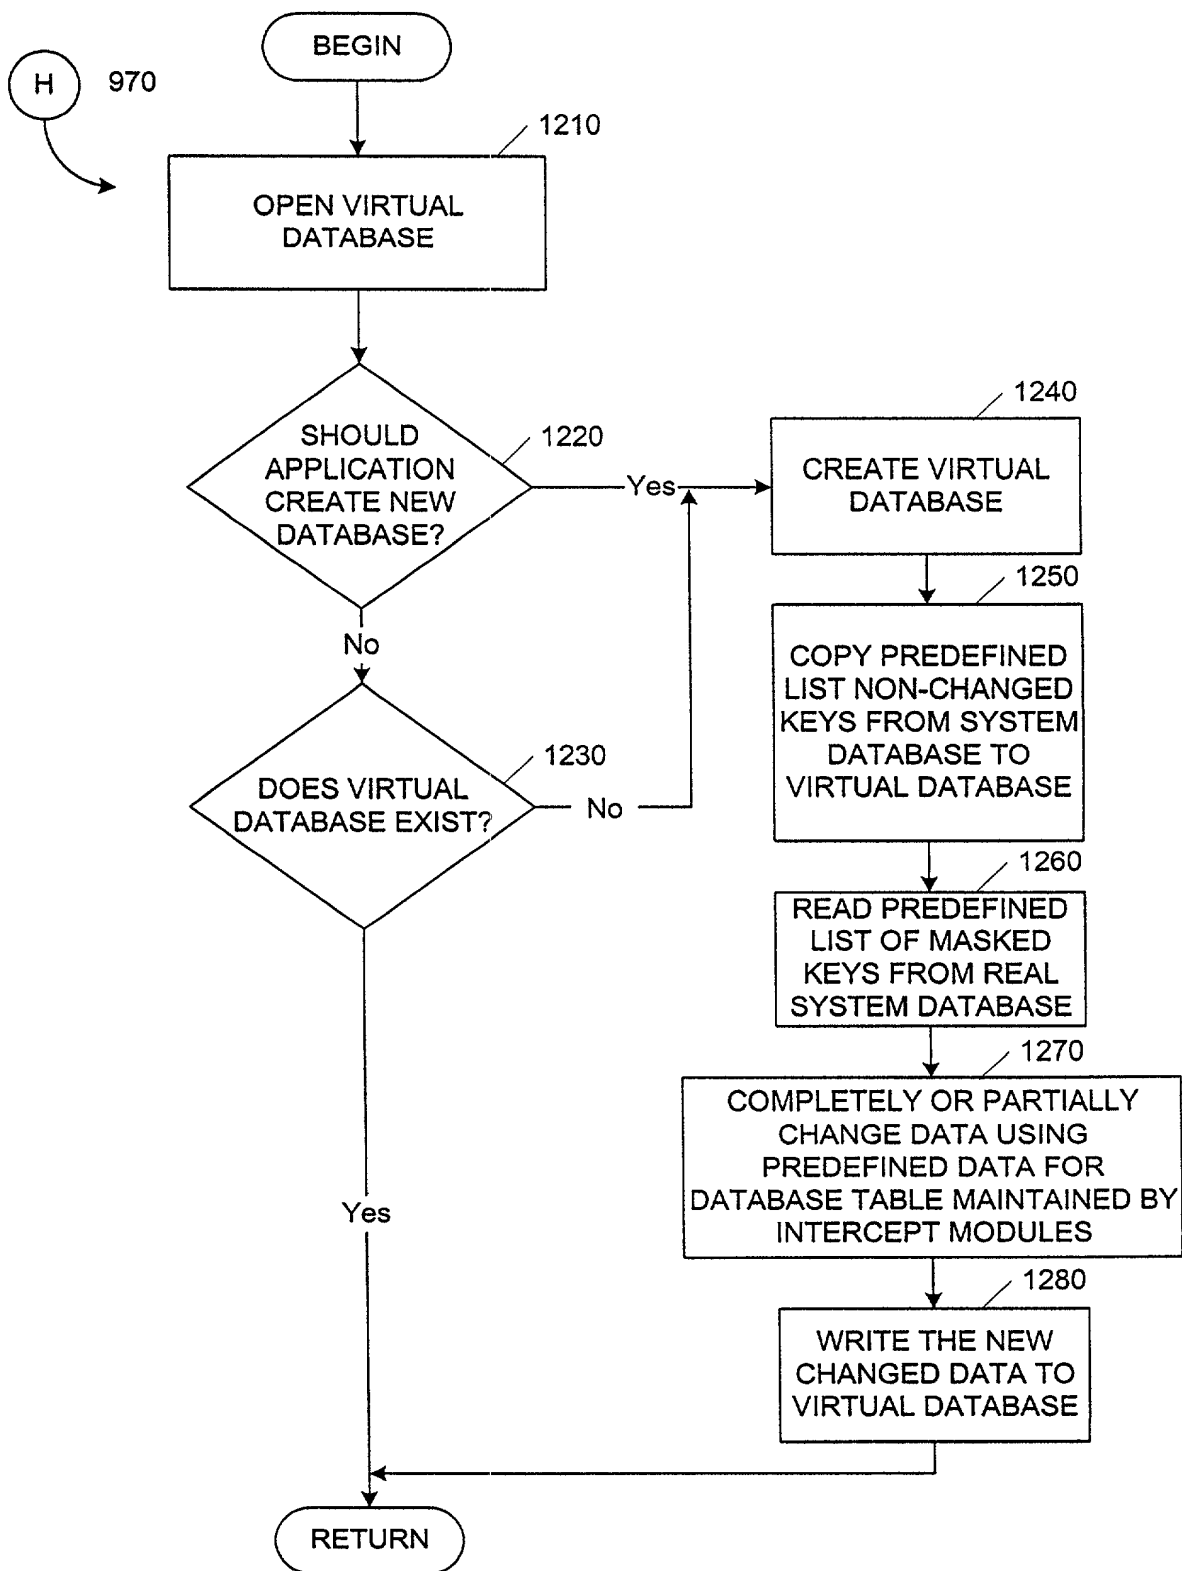 BEGIN
H
970
1210
OPEN VIRTUAL
DATABASE
SHOULD
APPLICATION
CREATE NEW
DATABASE?
1220
Yes
1240
CREATE VIRTUAL
DATABASE
No
1250
COPY PREDEFINED
LIST NON-CHANGED
KEYS FROM SYSTEM
DATABASE TO
VIRTUAL DATABASE
DOES VIRTUAL
DATABASE EXIST?
1230
No
1260
READ PREDEFINED
LIST OF MASKED
KEYS FROM REAL
SYSTEM DATABASE
1270
COMPLETELY OR PARTIALLY
CHANGE DATA USING
PREDEFINED DATA FOR
DATABASE TABLE MAINTAINED BY
INTERCEPT MODULES
Yes
1280
WRITE THE NEW
CHANGED DATA TO
VIRTUAL DATABASE
RETURN